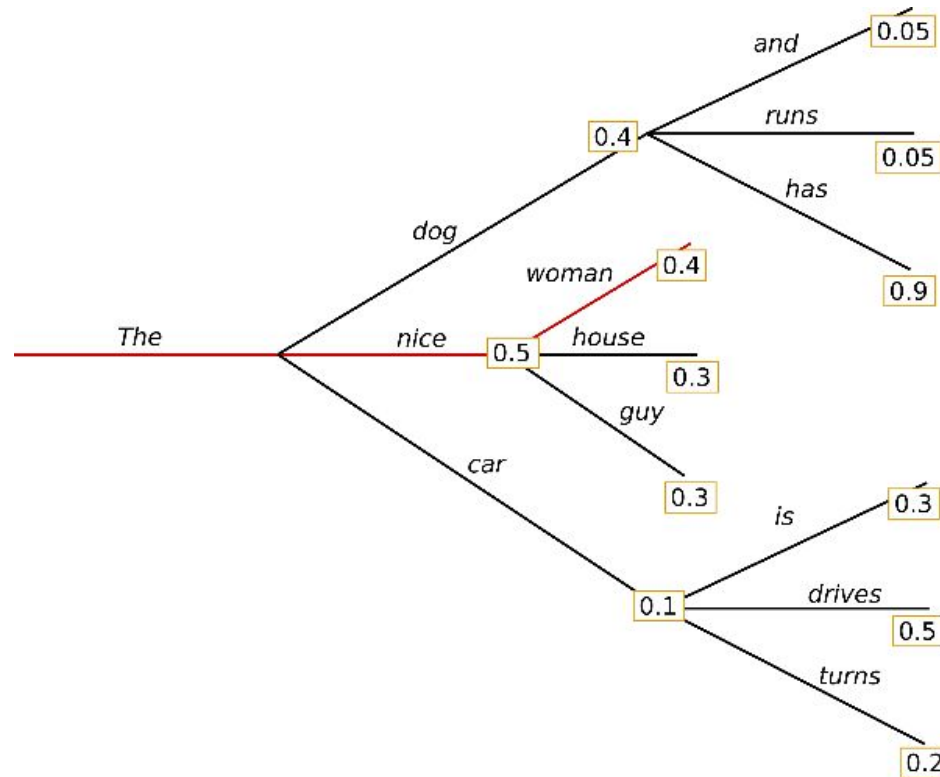 0.05
and
runs
0.4
0.05
has
dog
0.4
woman
0.9
The
nice
0.5
house
0.3
guy
car
0.3
0.3
is
drives
0.1
0.5
turns
0.2